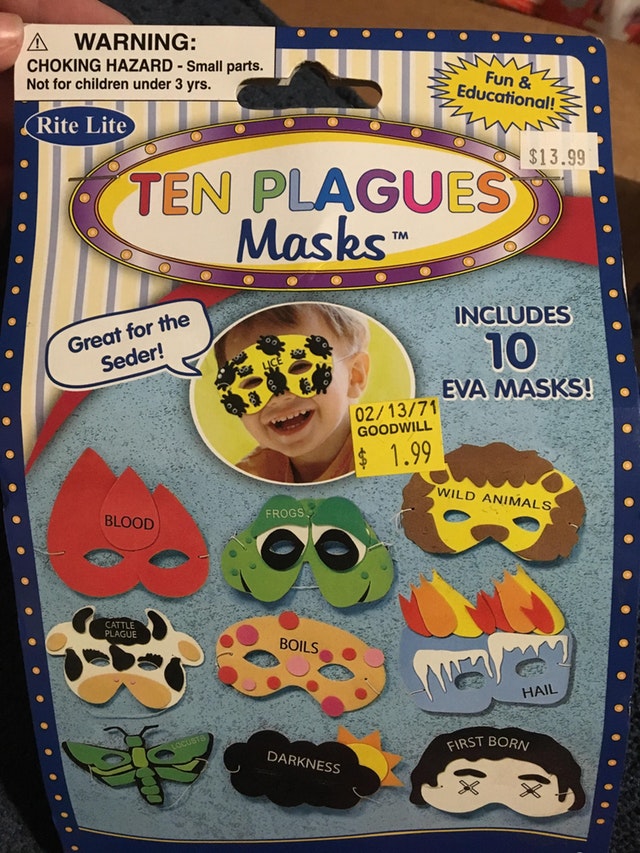 WARNING:
CHOKING HAZARD - Small parts.
Not for children under 3 yrs.
Fun &
Educational!
Rite Lite
$13.99
TEN PLAGUES
Masks™
Great for the
Seder!
INCLUDES
10
EVA MASKS!
LICE
02/13/71
GOODWILL
$ 1.99
BLOOD
FROGS
WILD ANIMALS
CATTLE
PLAGUE
BOILS
HAIL
LOCUSTS
DARKNESS
FIRST BORN